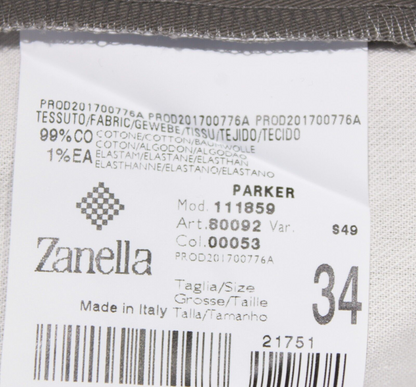 PROD201700776A PROD201700776A PROD201700776A
TESSUTO/FABRIC/GEWEBE/TISSU/TEJIDO/TECIDO
99%CO COTONE/COTTON/BAUMWOLLE
COTON/ALGODON/ALGODAO
1%EA ELASTAM/ELASTANE/ELASTHAN
ELASTHANNE/ELASTANO/ELASTANO
PARKER
Mod. 111859
Art. 80092 Var. S49
Col. 00053
PROD201700776A
Zanella
Taglia/Size
Grosse/Taille
Talla/Tamanho
34
Made in Italy
21751